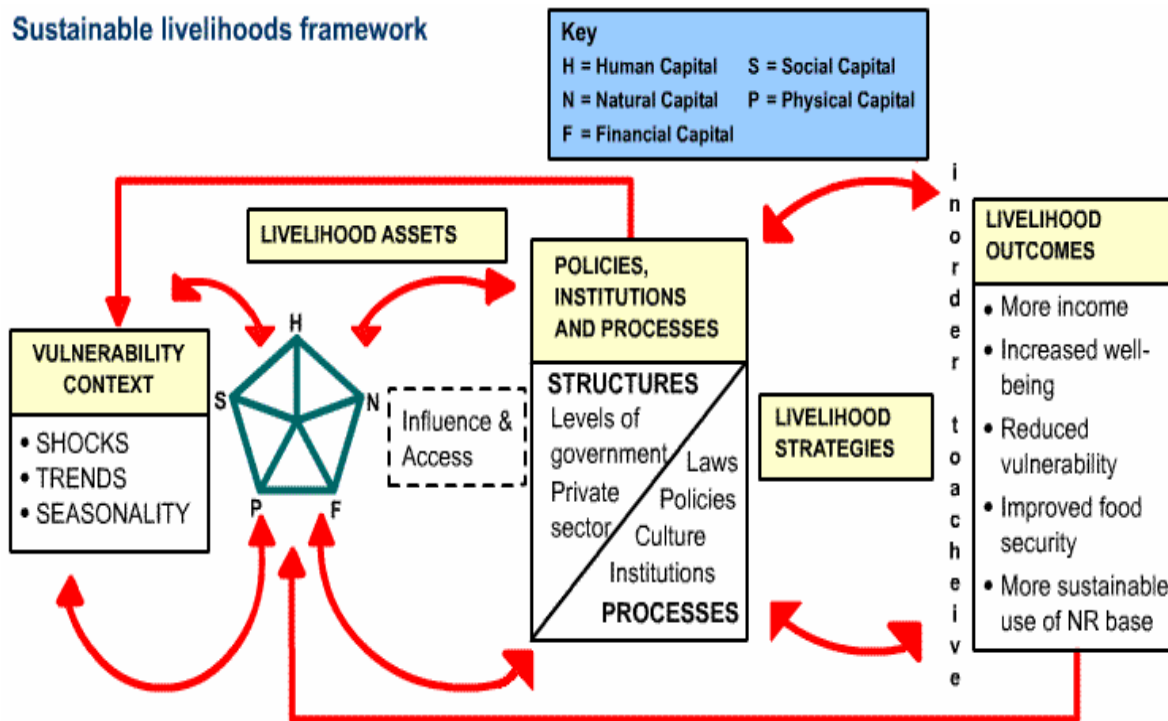 Sustainable livelihoods framework
Key
H = Human Capital S = Social Capital
N = Natural Capital P = Physical Capital
F = Financial Capital
LIVELIHOOD ASSETS
H
S
N
P
F
VULNERABILITY
CONTEXT
• SHOCKS
• TRENDS
• SEASONALITY
Influence &
Access
POLICIES,
INSTITUTIONS
AND PROCESSES
STRUCTURES
Levels of
government
Private
sector
Laws
Policies
Culture
Institutions
PROCESSES
LIVELIHOOD
STRATEGIES
inorder toacheive
LIVELIHOOD
OUTCOMES
• More income
• Increased well-
being
• Reduced
vulnerability
• Improved food
security
• More sustainable
use of NR base